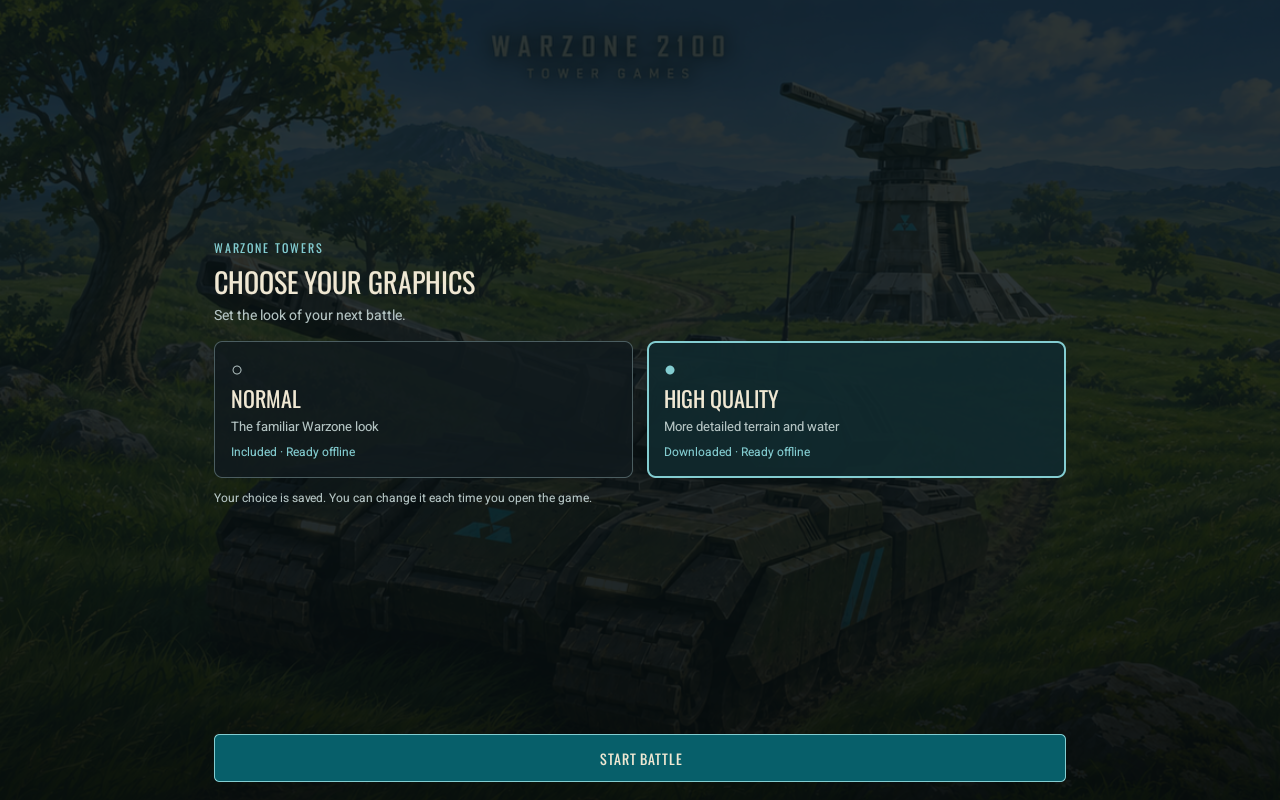 WARZONE 2100
TOWER GAMES
WARZONE TOWERS
CHOOSE YOUR GRAPHICS
Set the look of your next battle.
NORMAL
The familiar Warzone look
Included · Ready offline
HIGH QUALITY
More detailed terrain and water
Downloaded · Ready offline
Your choice is saved. You can change it each time you open the game.
START BATTLE